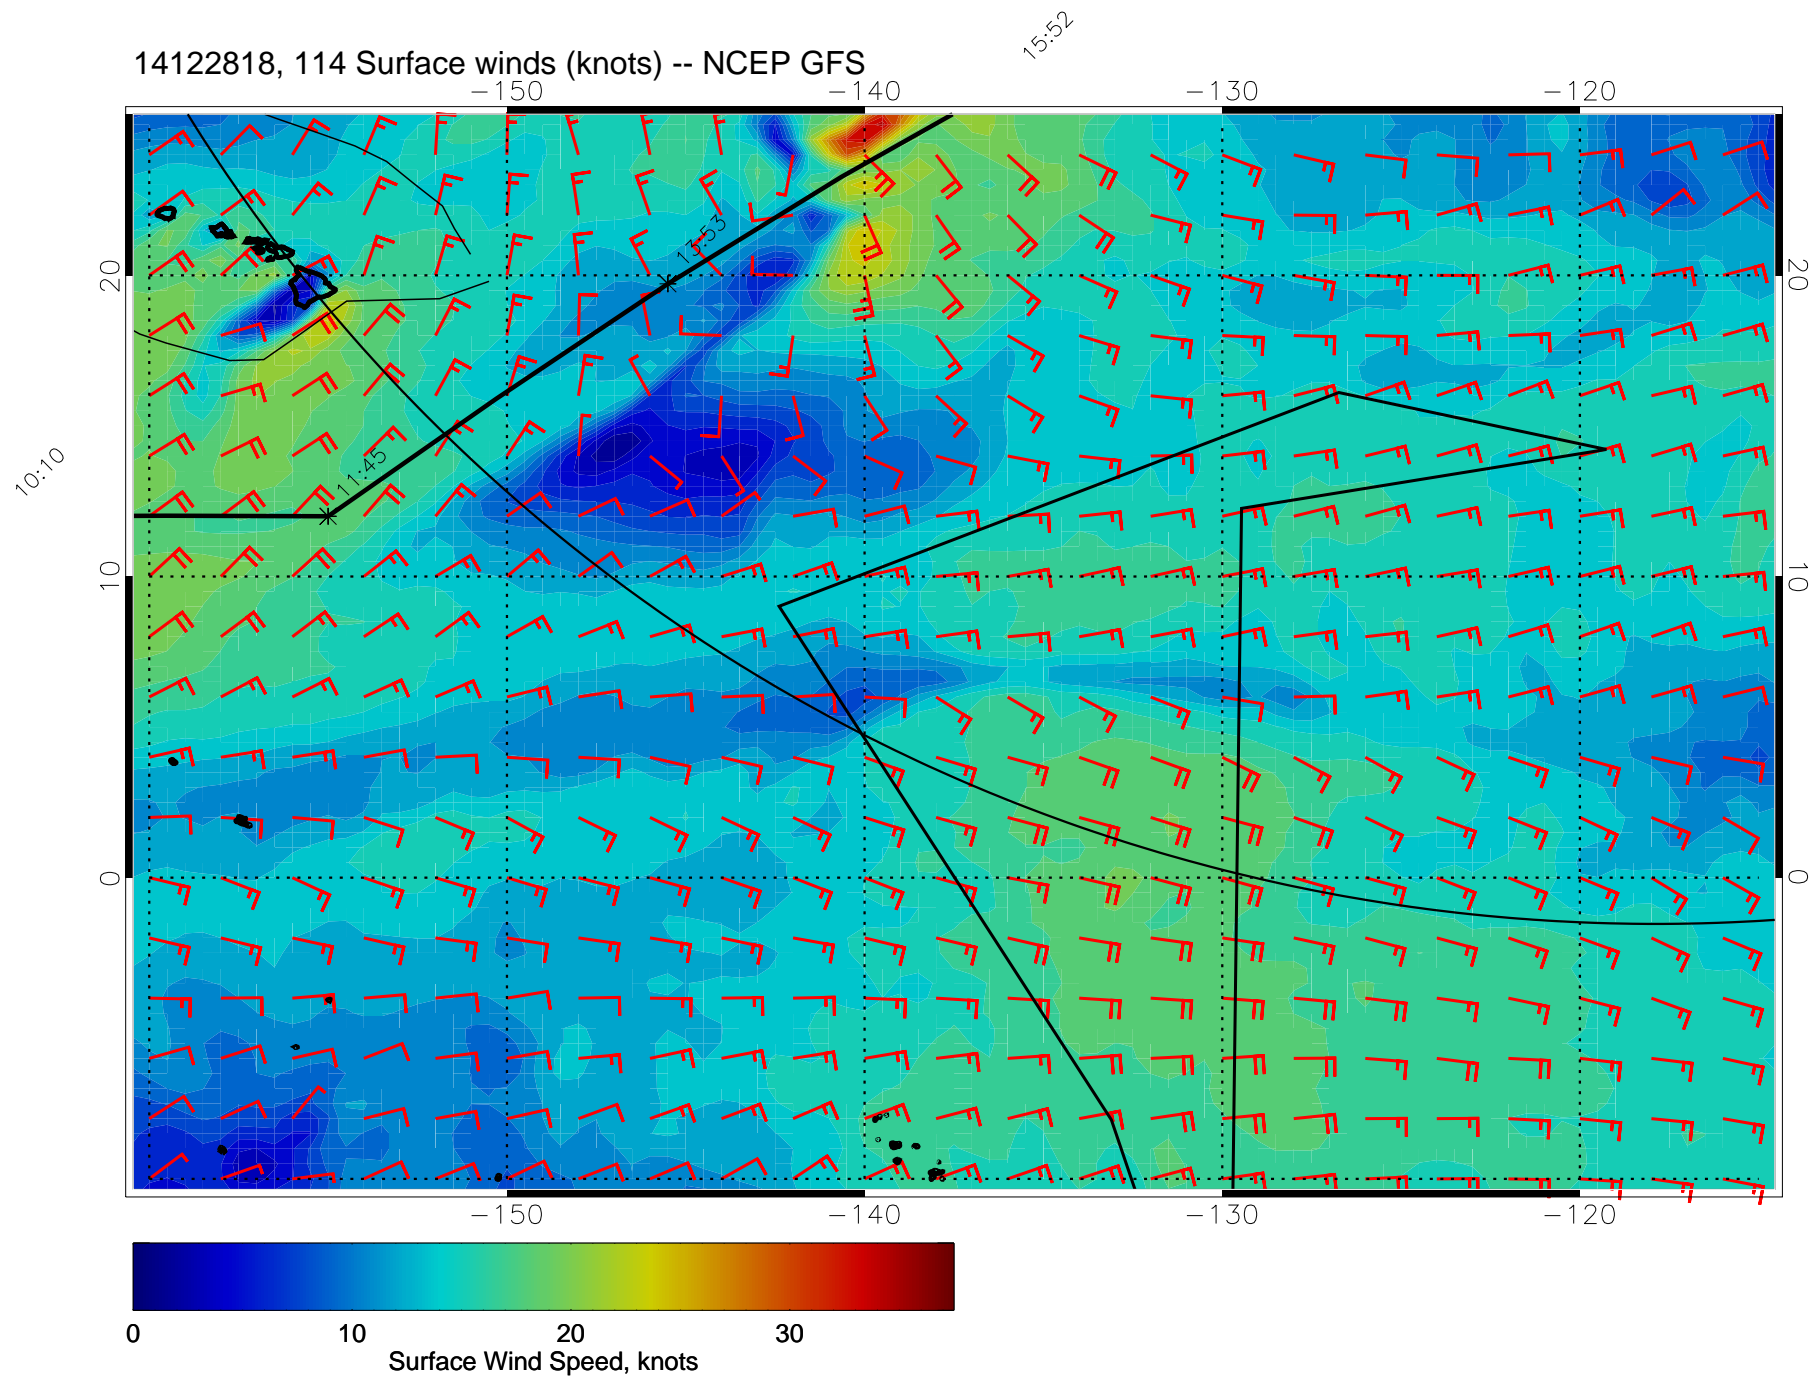 15:52
14122818, 114 Surface winds (knots) -- NCEP GFS
−150 −140 −130 −120
13:53
20 20
10:10
11:45
10 10
0 0
−150 −140 −130 −120
0 10 20 30
Surface Wind Speed, knots